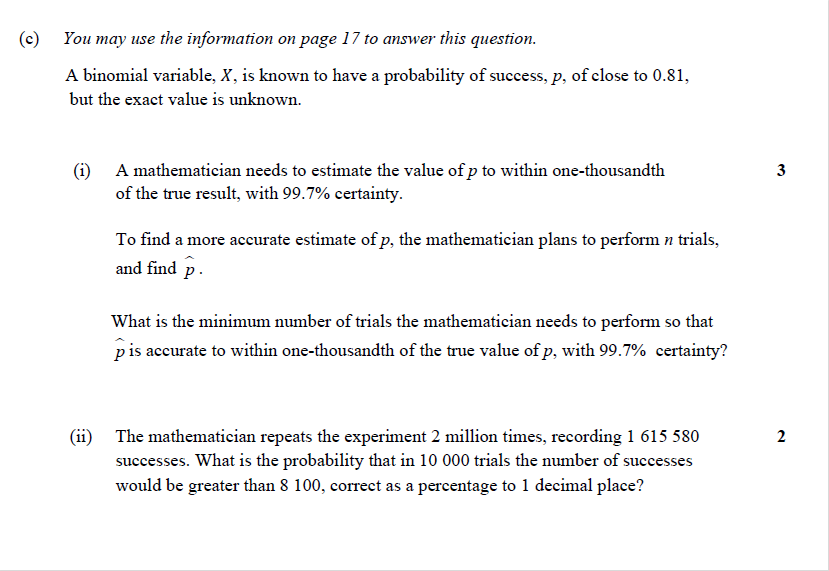 (c) You may use the information on page 17 to answer this question.
A binomial variable, X, is known to have a probability of success, p, of close to 0.81,
but the exact value is unknown.
(i) A mathematician needs to estimate the value of p to within one-thousandth 3
of the true result, with 99.7% certainty.
To find a more accurate estimate of p, the mathematician plans to perform n trials,
and find p̂.
What is the minimum number of trials the mathematician needs to perform so that
p̂ is accurate to within one-thousandth of the true value of p, with 99.7% certainty?
(ii) The mathematician repeats the experiment 2 million times, recording 1 615 580 2
successes. What is the probability that in 10 000 trials the number of successes
would be greater than 8 100, correct as a percentage to 1 decimal place?